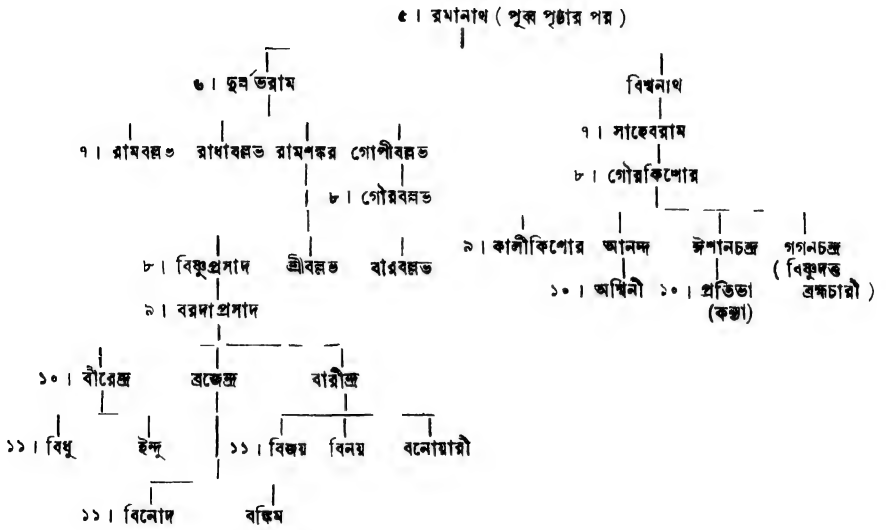 ৫। রমানাথ ( পূব্ব পৃষ্ঠার পর )
৬। দুর্ল্লভরাম বিশ্বনাথ
৭। রামবল্লভ রাধাবল্লভ রামশঙ্কর গোপীবল্লভ ৭। সাহেবরাম
৮। গৌরবল্লভ ৮। গৌরকিশোর
৯। কালীকিশোর আনন্দ ঈশানচন্দ্র গগনচন্দ্র
৮। বিষ্ণুপ্রসাদ শ্রীবল্লভ বীরবল্লভ ( বিষ্ণুদত্ত
১০। অশ্বিনী ১০। প্রতিভা ব্রহ্মচারী )
৯। বরদাপ্রসাদ (কন্যা)
১০। বীরেন্দ্র ব্রজেন্দ্র বারীন্দ্র
১১। বিধু ইন্দু ১১। বিজয় বিনয় বনোয়ারী
১১। বিনোদ বঙ্কিম